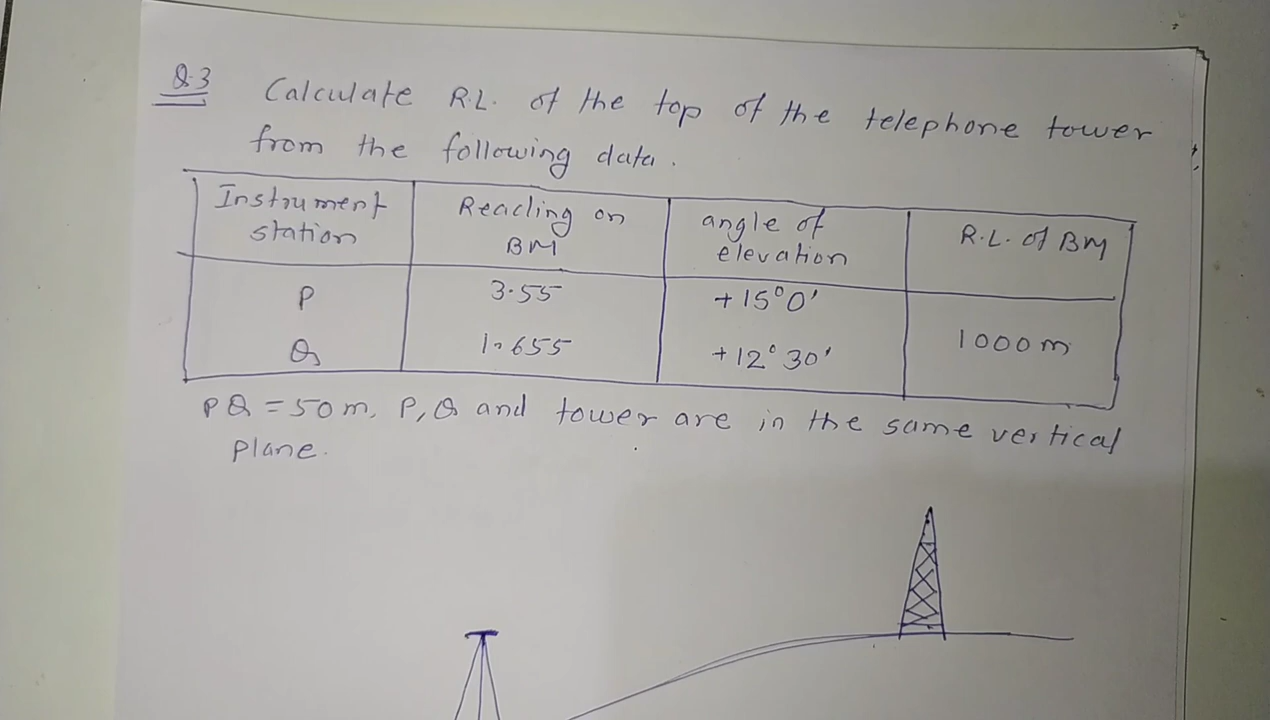 Q.3 Calculate R.L. of the top of the telephone tower
from the following data.
Instrument station | Reading on BM | angle of elevation | R.L. of BM
P | 3.55 | +15°0' | 1000m
Q | 1.655 | +12°30'
PQ = 50m, P, Q and tower are in the same vertical
plane.